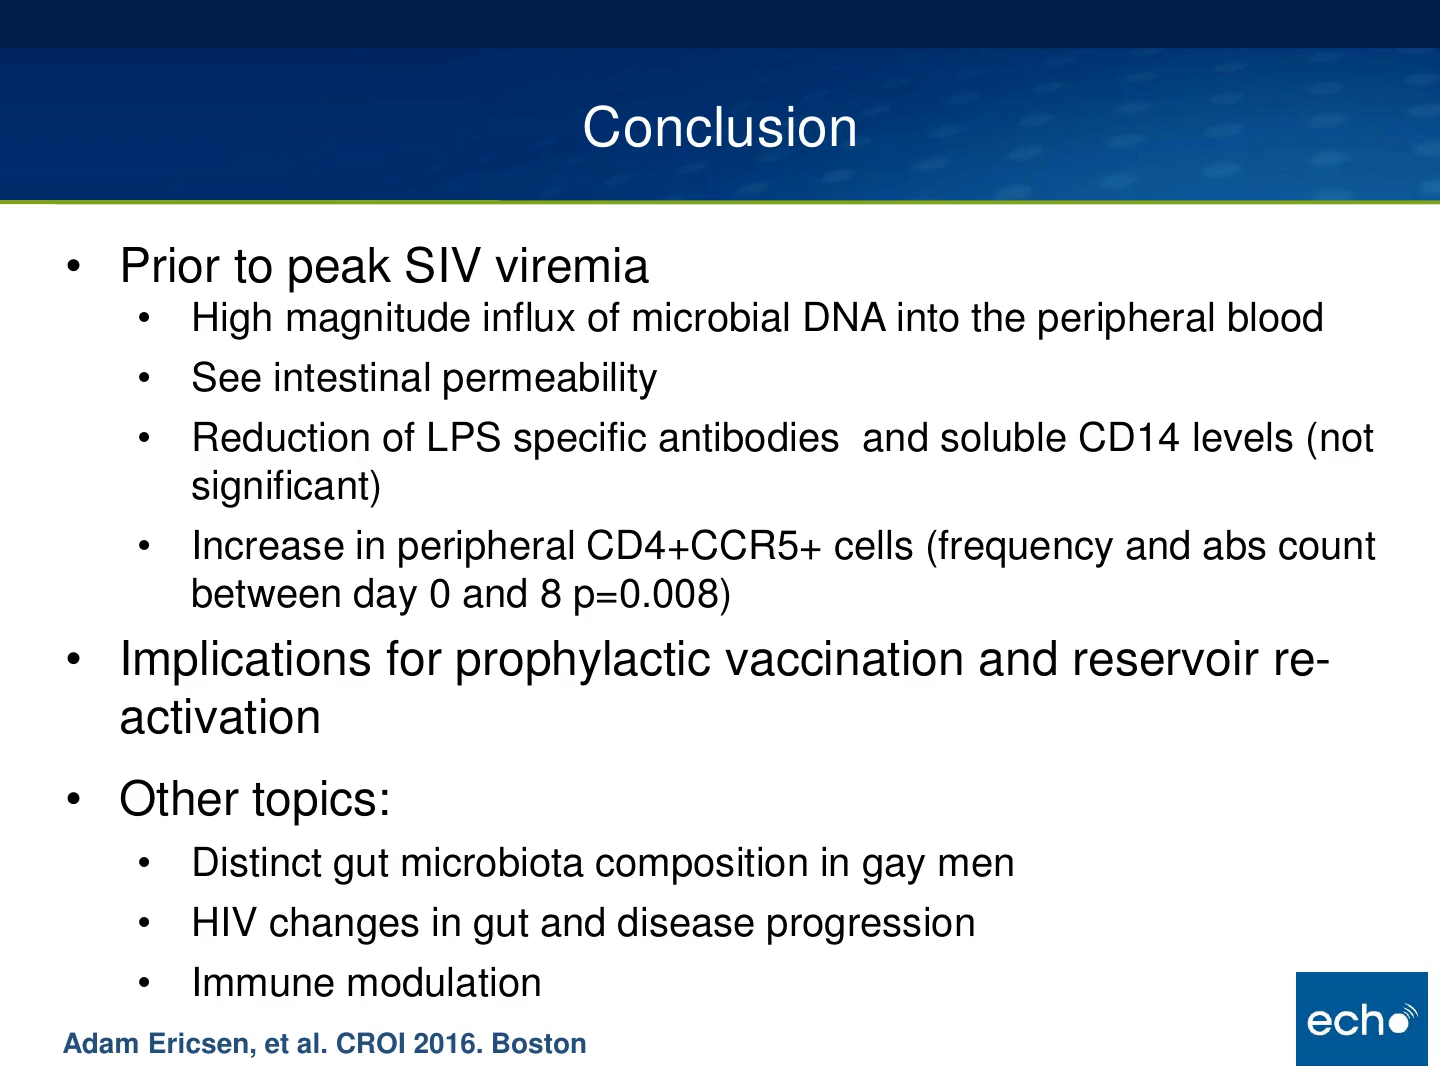 Conclusion
• Prior to peak SIV viremia
• High magnitude influx of microbial DNA into the peripheral blood
• See intestinal permeability
• Reduction of LPS specific antibodies  and soluble CD14 levels (not
significant)
• Increase in peripheral CD4+CCR5+ cells (frequency and abs count
between day 0 and 8 p=0.008)
• Implications for prophylactic vaccination and reservoir re-
activation
• Other topics:
• Distinct gut microbiota composition in gay men
• HIV changes in gut and disease progression
• Immune modulation
Adam Ericsen, et al. CROI 2016. Boston
echo